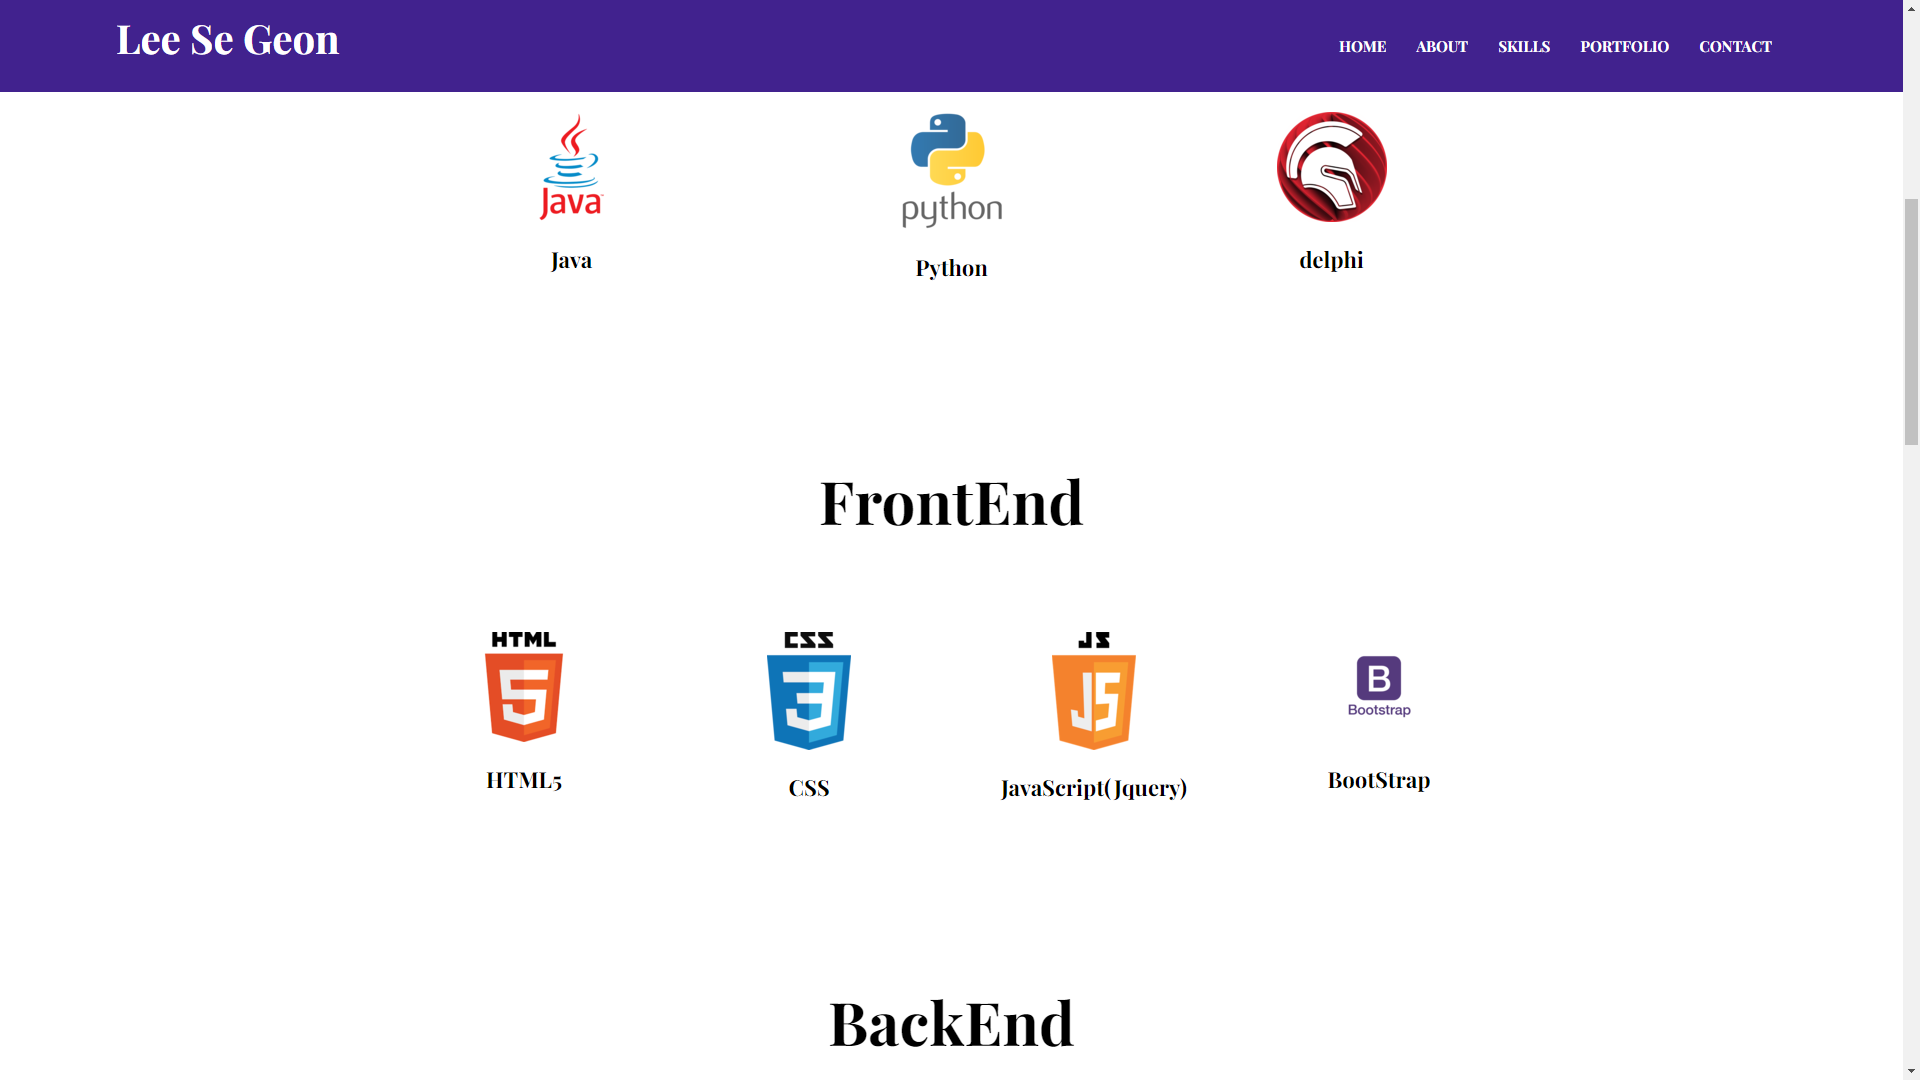 Lee Se Geon
HOME ABOUT SKILLS PORTFOLIO CONTACT
Java
python
Java
Python
delphi
FrontEnd
HTML
5
CSS
3
JS
JS
B
Bootstrap
HTML5
CSS
JavaScript(Jquery)
BootStrap
BackEnd